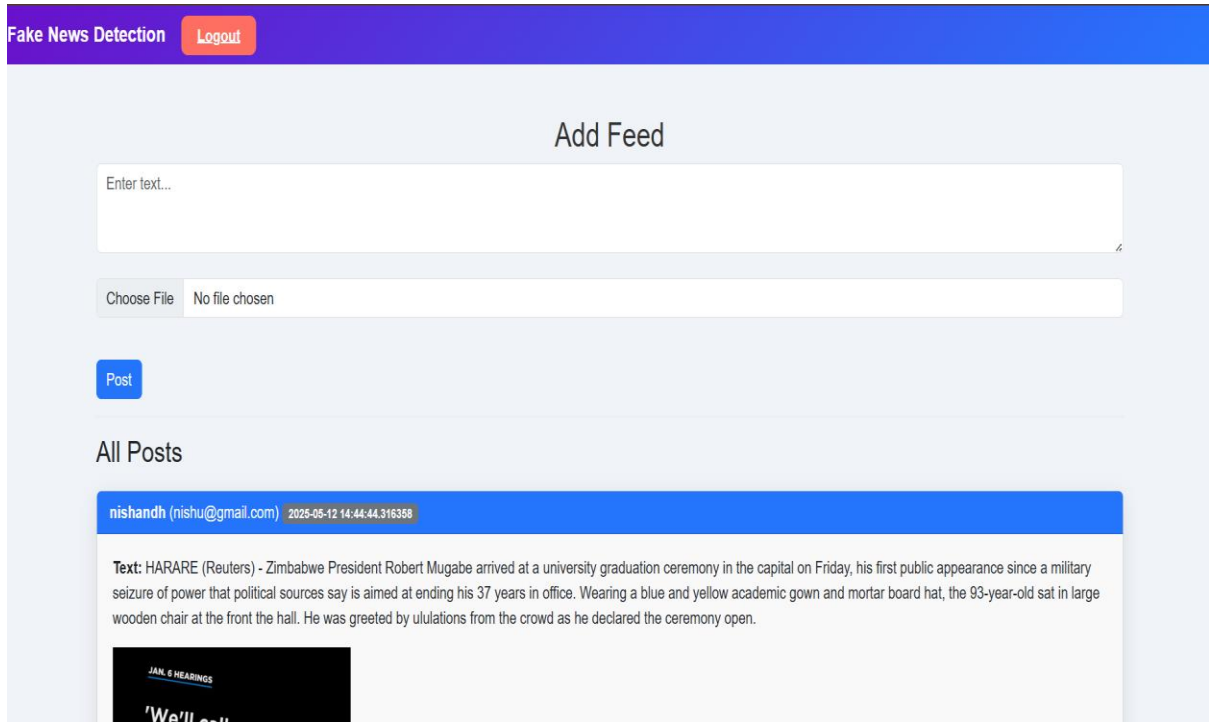 Fake News Detection Logout
Add Feed
Enter text...
Choose File No file chosen
Post
All Posts
nishandh (nishu@gmail.com) 2025-05-12 14:44:44.316358
Text: HARARE (Reuters) - Zimbabwe President Robert Mugabe arrived at a university graduation ceremony in the capital on Friday, his first public appearance since a military
seizure of power that political sources say is aimed at ending his 37 years in office. Wearing a blue and yellow academic gown and mortar board hat, the 93-year-old sat in large
wooden chair at the front the hall. He was greeted by ululations from the crowd as he declared the ceremony open.
JAN. 6 HEARINGS
'We'll call